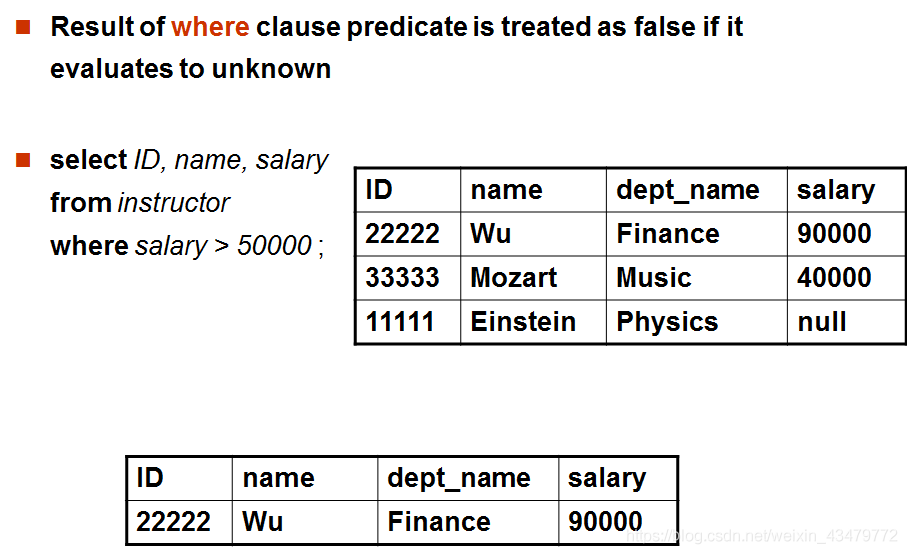 Result of where clause predicate is treated as false if it
evaluates to unknown
select ID, name, salary
from instructor
where salary > 50000 ;
ID name dept_name salary
22222 Wu Finance 90000
33333 Mozart Music 40000
11111 Einstein Physics null
ID name dept_name salary
22222 Wu Finance 90000
https://blog.csdn.net/weixin_43479772